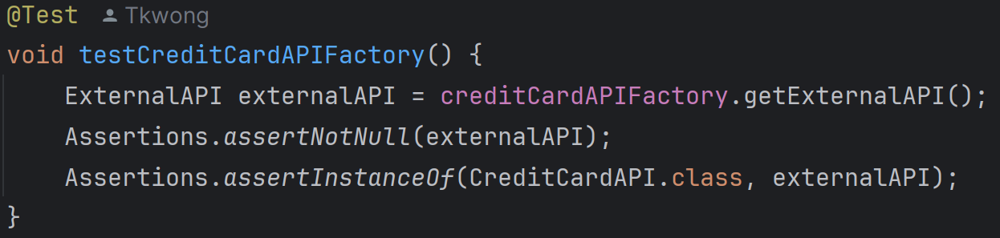 @Test Tkwong
void testCreditCardAPIFactory() {
ExternalAPI externalAPI = creditCardAPIFactory.getExternalAPI();
Assertions.assertNotNull(externalAPI);
Assertions.assertInstanceOf(CreditCardAPI.class, externalAPI);
}